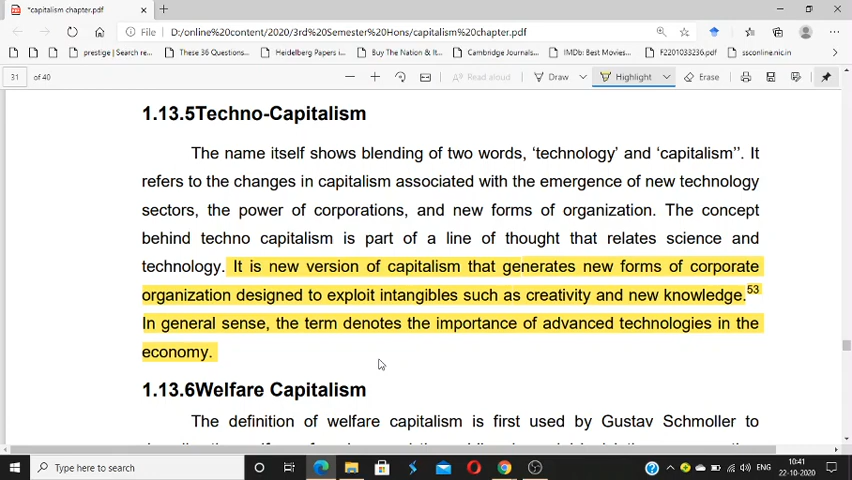 *capitalism chapter.pdf
File D:/online%20content/2020/3rd%20Semester%20Hons/capitalism%20chapter.pdf
prestige | Search re... These 36 Questions... Heidelberg Papers i... Buy The Nation & It... Cambridge Journals... IMDb: Best Movies... F2201033236.pdf ssconline.services
31 of 40 Read aloud Draw Highlight Erase
1.13.5Techno-Capitalism
The name itself shows blending of two words, ‘technology’ and ‘capitalism’’. It
refers to the changes in capitalism associated with the emergence of new technology
sectors, the power of corporations, and new forms of organization. The concept
behind techno capitalism is part of a line of thought that relates science and
technology. It is new version of capitalism that generates new forms of corporate
organization designed to exploit intangibles such as creativity and new knowledge.53
In general sense, the term denotes the importance of advanced technologies in the
economy.
1.13.6Welfare Capitalism
The definition of welfare capitalism is first used by Gustav Schmoller to
Type here to search ENG 10:41
22-10-2020